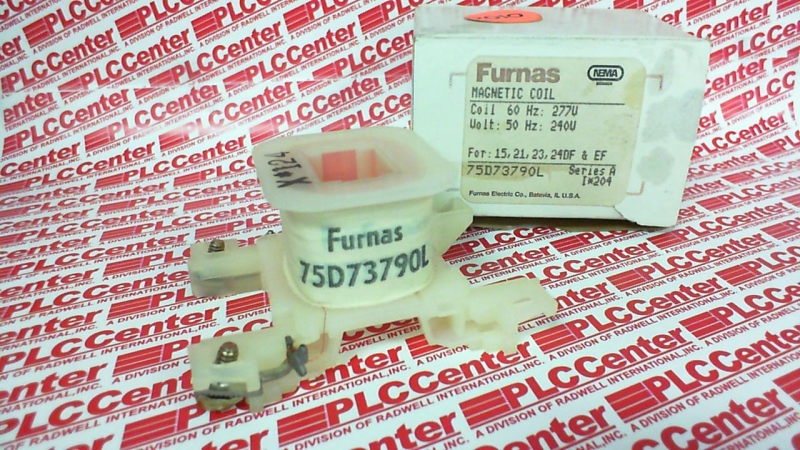 Furnas
NEMA
MAGNETIC COIL
Coil 60 Hz: 277V
Volt: 50 Hz: 240V
For: 15,21,23,24DF & EF
75D73790L Series A
Furnas Electric Co., Batavia, IL U.S.A.
Furnas
75D73790L
PLCCenter
A DIVISION OF RADWELL INTERNATIONAL, INC.